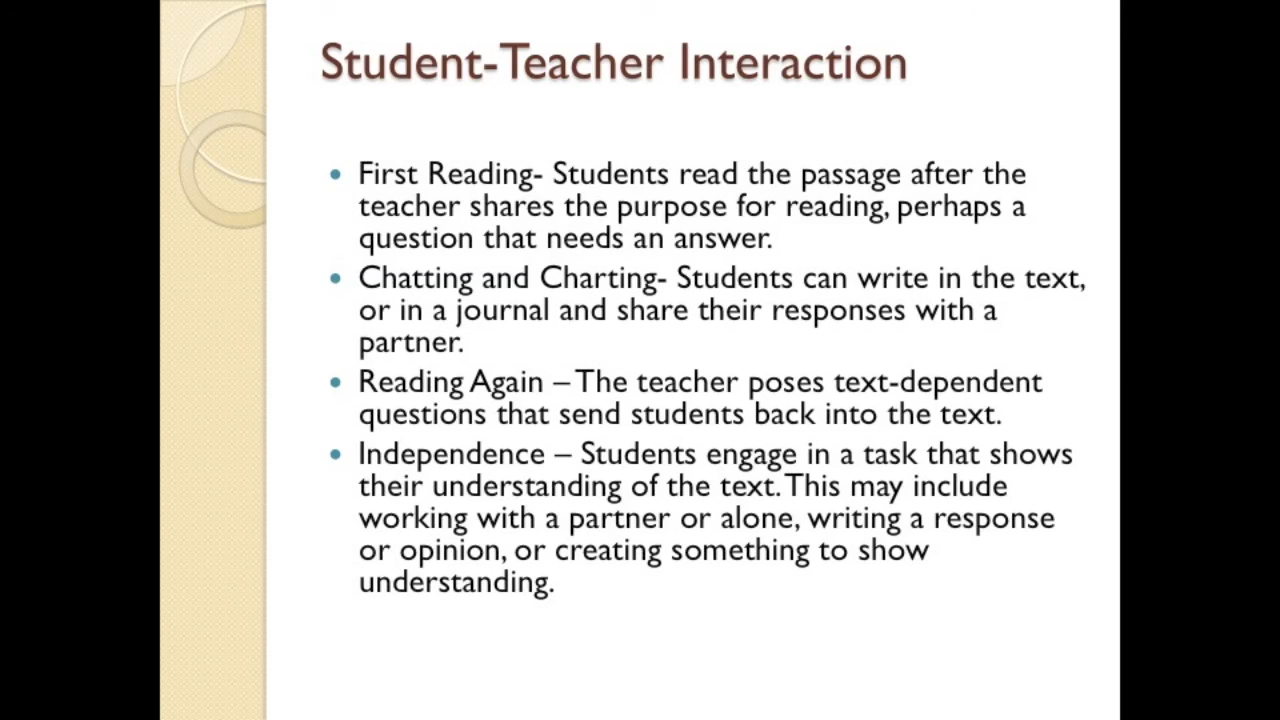 Student-Teacher Interaction
• First Reading- Students read the passage after the
teacher shares the purpose for reading, perhaps a
question that needs an answer.
• Chatting and Charting- Students can write in the text,
or in a journal and share their responses with a
partner.
• Reading Again – The teacher poses text-dependent
questions that send students back into the text.
• Independence – Students engage in a task that shows
their understanding of the text. This may include
working with a partner or alone, writing a response
or opinion, or creating something to show
understanding.